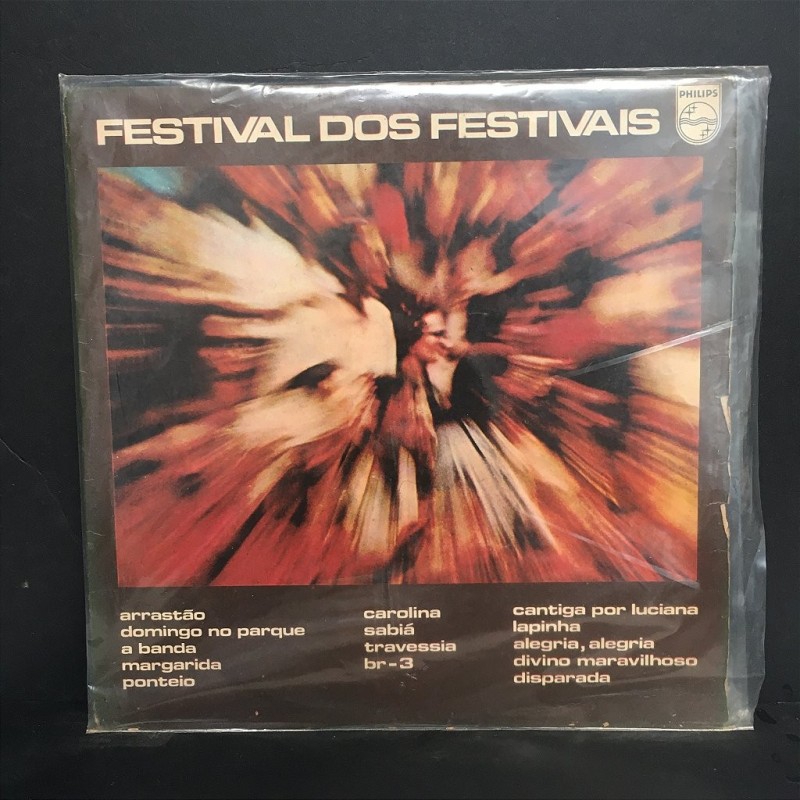 FESTIVAL DOS FESTIVAIS
PHILIPS
arrastão
domingo no parque
a banda
margarida
ponteio
carolina
sabiá
travessia
br-3
cantiga por luciana
lapinha
alegria, alegria
divino maravilhoso
disparada